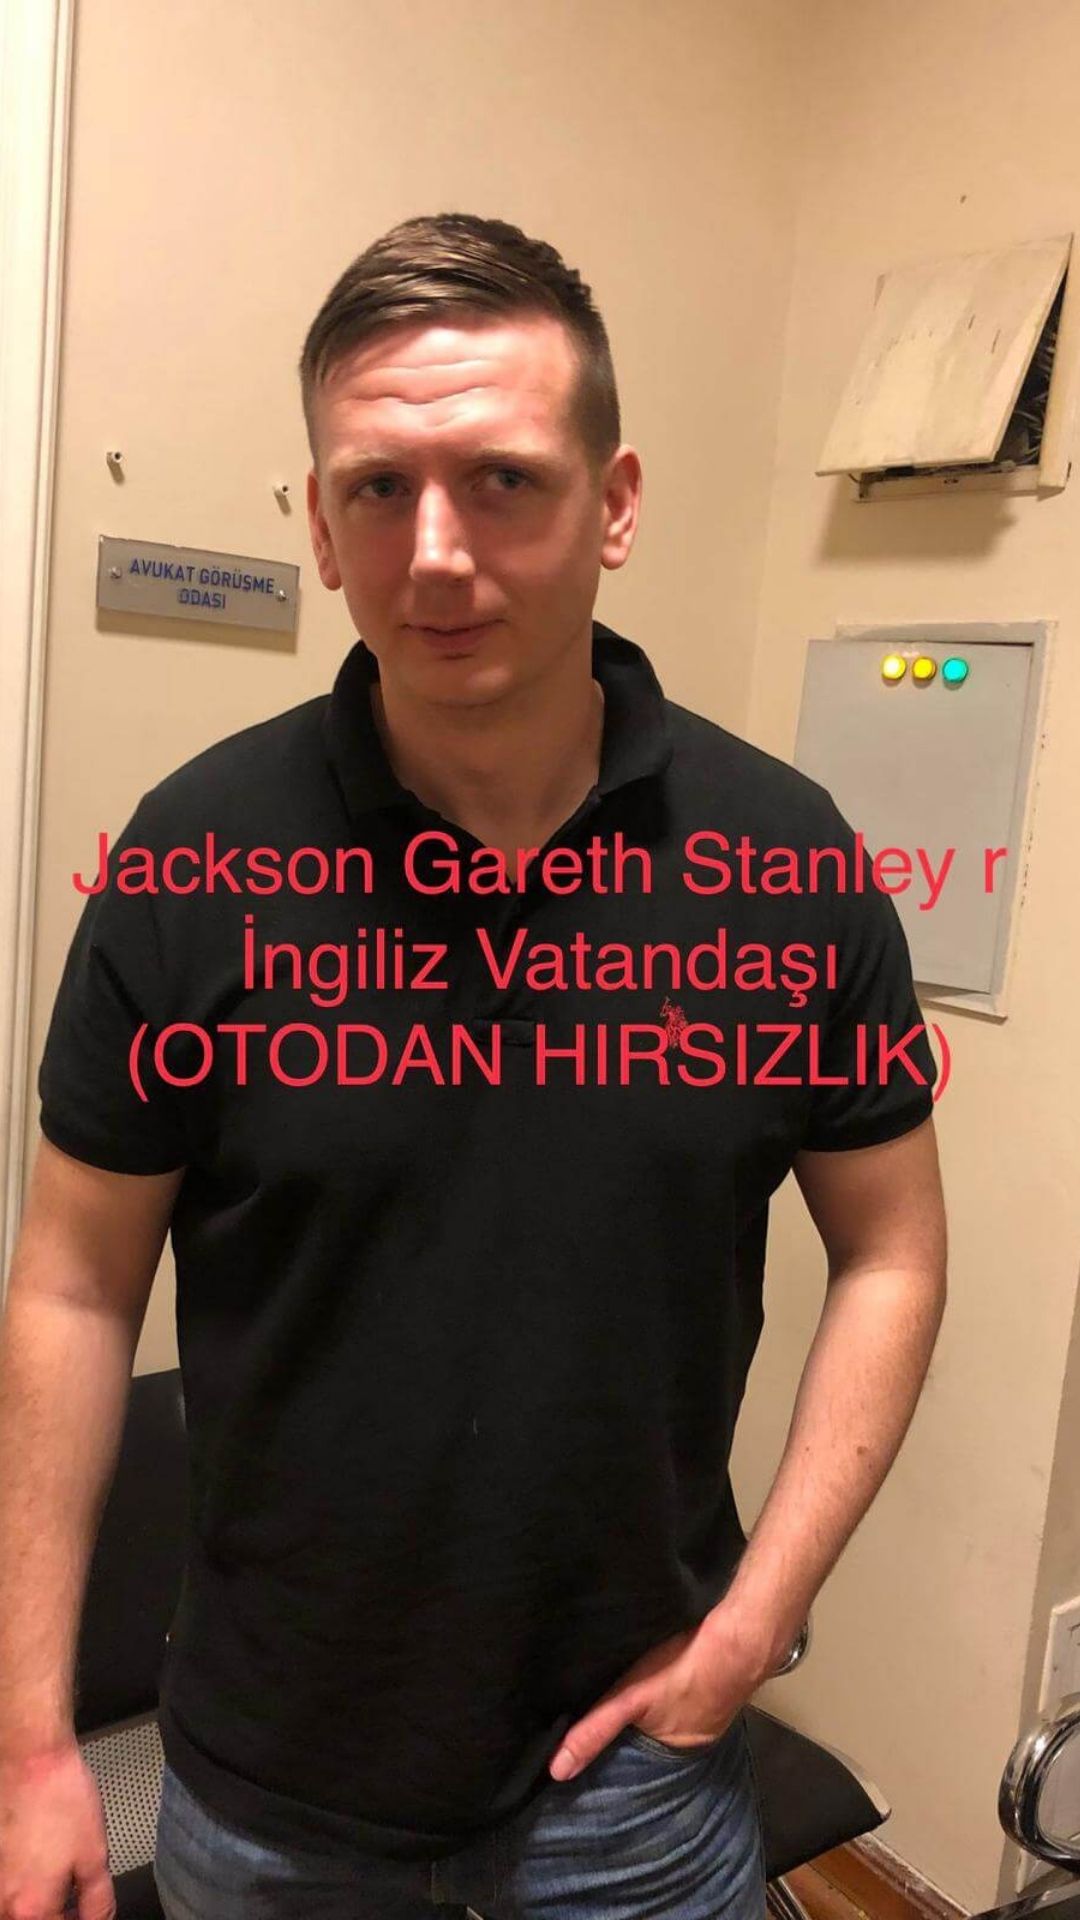 AVUKAT GÖRÜŞME
ODASI
Jackson Gareth Stanley r
İngiliz Vatandaşı
(OTODAN HIRSIZLIK)